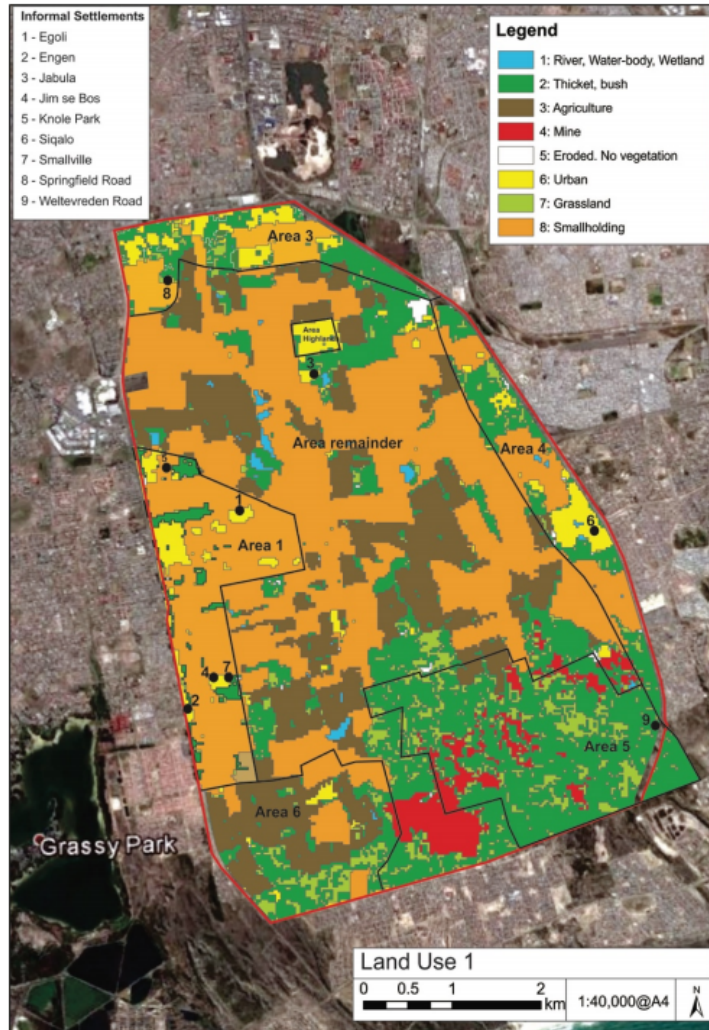 Informal Settlements
1 - Egoli
2 - Engen
3 - Jabula
4 - Jim se Bos
5 - Knole Park
6 - Siqalo
7 - Smallville
8 - Springfield Road
9 - Weltevreden Road
Legend
1: River, Water-body, Wetland
2: Thicket, bush
3: Agriculture
4: Mine
5: Eroded. No vegetation
6: Urban
7: Grassland
8: Smallholding
Area 3
8
Area
Highlands
3
Area remainder
Area 4
5
1
6
Area 1
4
7
2
9
Area 5
Area 6
Grassy Park
Land Use 1
0 0.5 1 2
km
1:40,000@A4
N